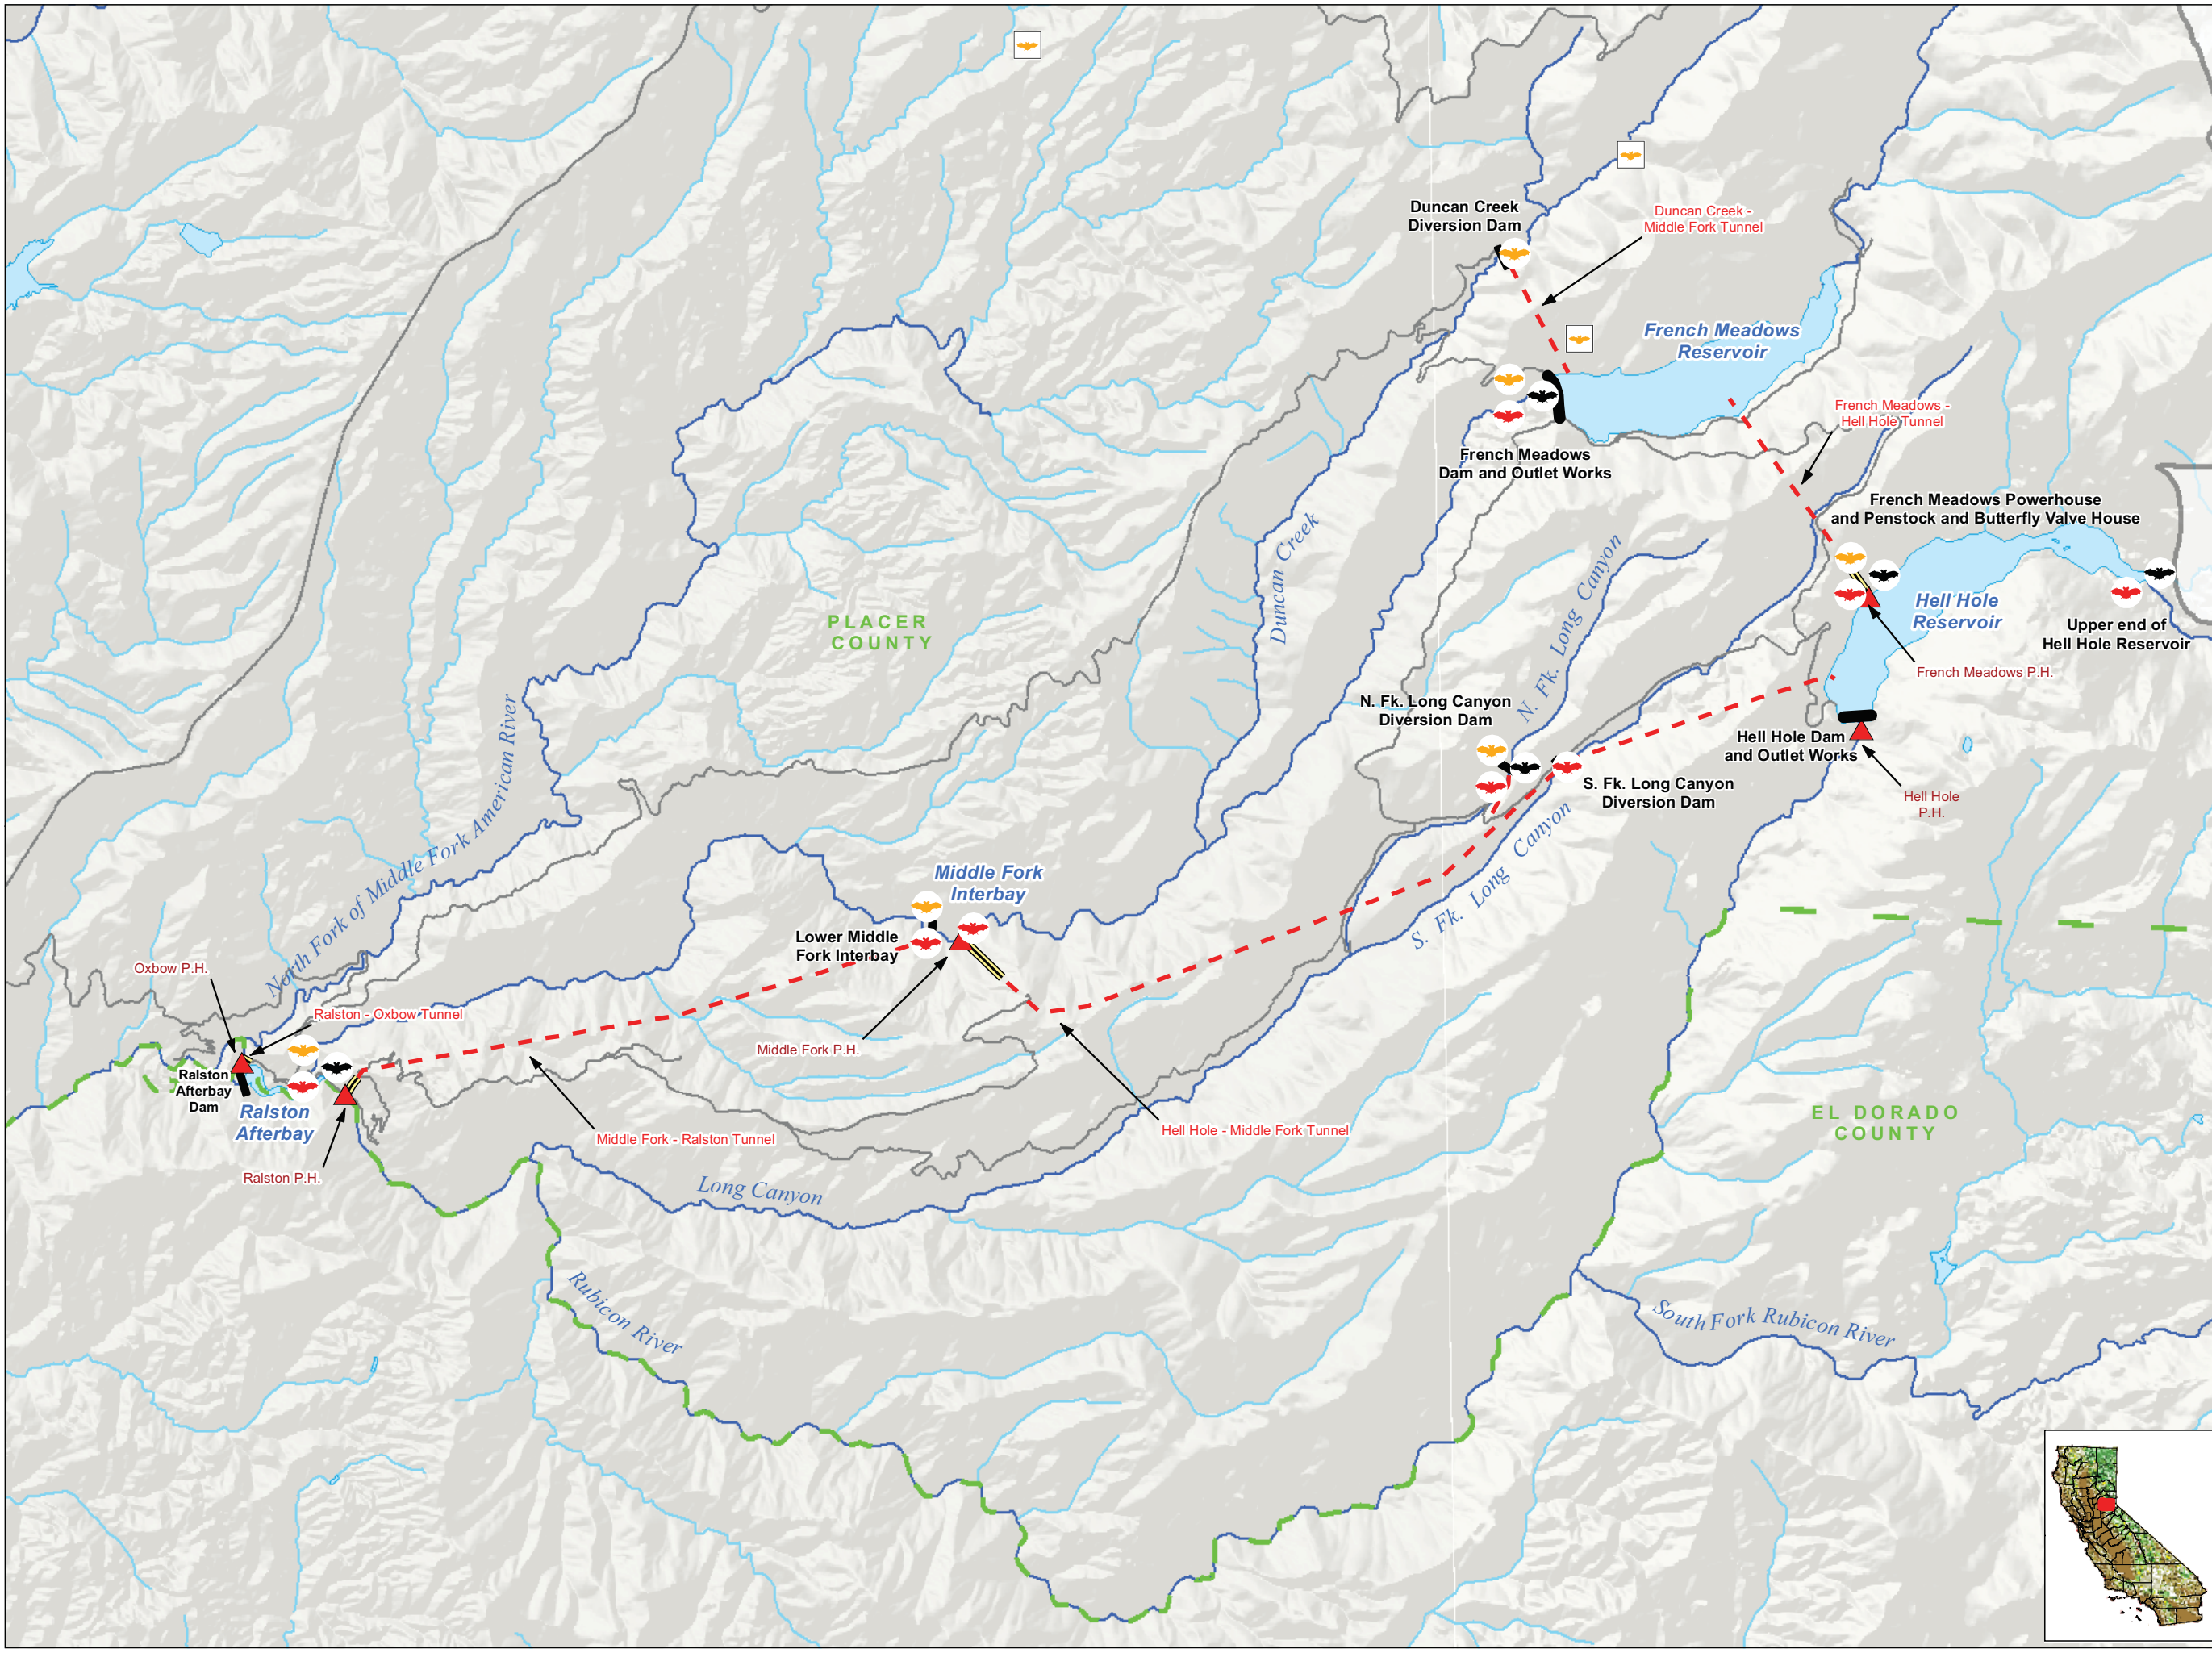 Duncan Creek
Diversion Dam
Duncan Creek -
Middle Fork Tunnel
French Meadows
Reservoir
French Meadows -
Hell Hole Tunnel
French Meadows
Dam and Outlet Works
French Meadows Powerhouse
and Penstock and Butterfly Valve House
Duncan Creek
N. Fk. Long Canyon
Hell Hole
Reservoir
Upper end of
Hell Hole Reservoir
PLACER
COUNTY
French Meadows P.H.
N. Fk. Long Canyon
Diversion Dam
Hell Hole Dam
and Outlet Works
S. Fk. Long Canyon
Diversion Dam
Hell Hole
P.H.
North Fork of Middle Fork American River
Middle Fork
Interbay
S. Fk. Long Canyon
Lower Middle
Fork Interbay
Oxbow P.H.
Ralston - Oxbow Tunnel
Middle Fork P.H.
Ralston
Afterbay
Dam
Ralston
Afterbay
Middle Fork - Ralston Tunnel
Hell Hole - Middle Fork Tunnel
EL DORADO
COUNTY
Ralston P.H.
Long Canyon
Rubicon River
South Fork Rubicon River